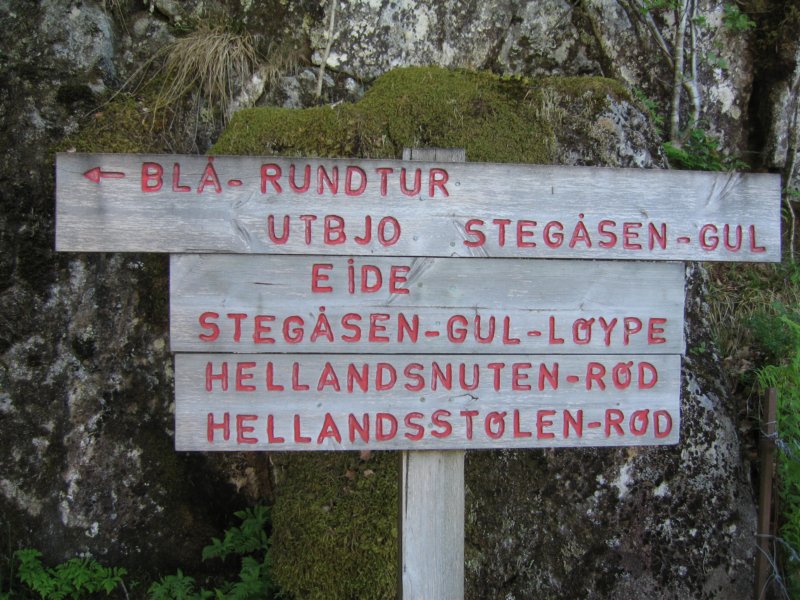 ← BLÅ-RUNDTUR
UTBJO STEGÅSEN-GUL
EIDE
STEGÅSEN-GUL-LØYPE
HELLANDSNUTEN-RØD
HELLANDSSTØLEN-RØD